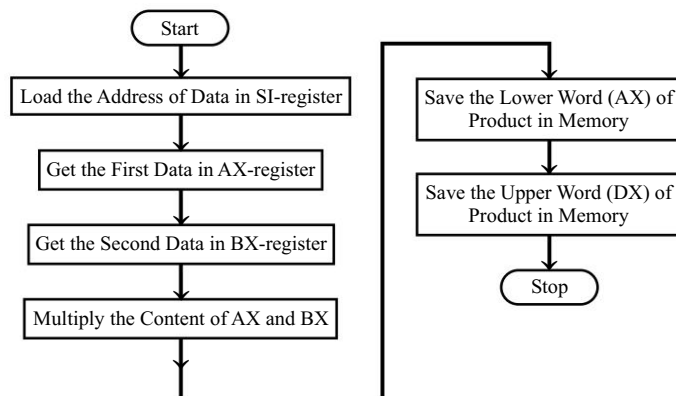 Start
Load the Address of Data in SI-register
Get the First Data in AX-register
Get the Second Data in BX-register
Multiply the Content of AX and BX
Save the Lower Word (AX) of
Product in Memory
Save the Upper Word (DX) of
Product in Memory
Stop